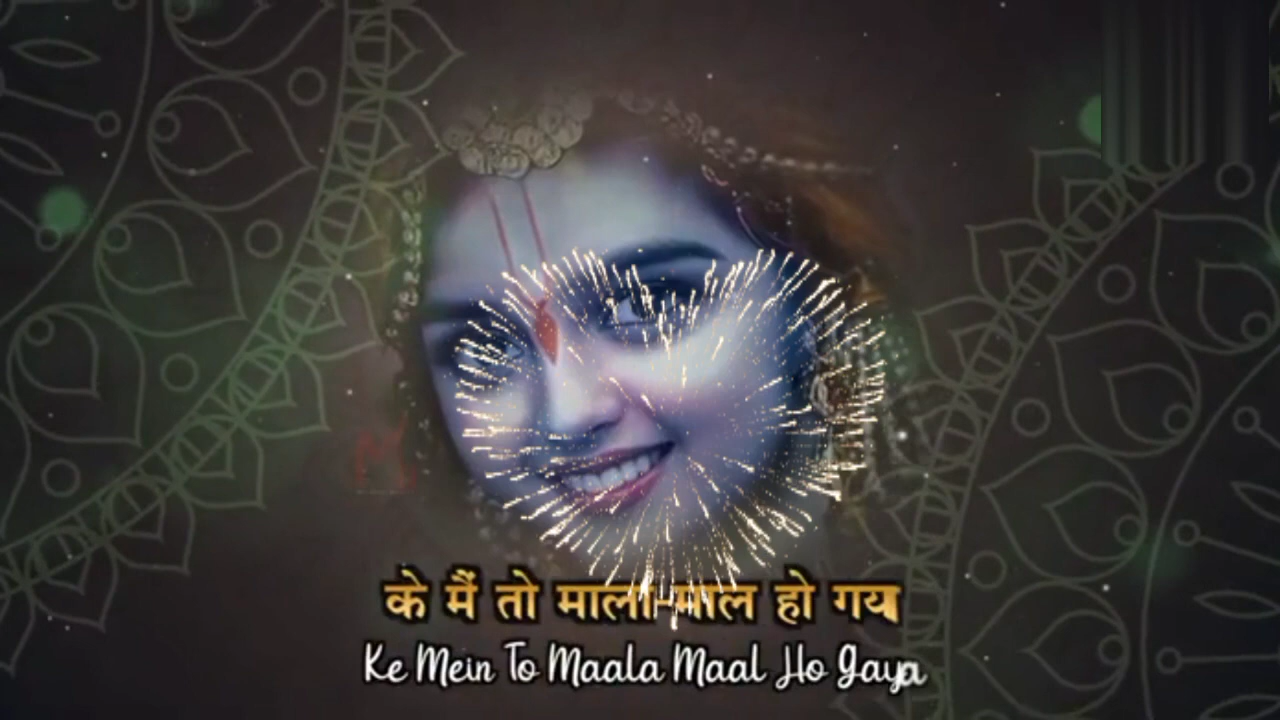 के मैं तो माला-माल हो गया
Ke Mein To Maala Maal Ho Gaya